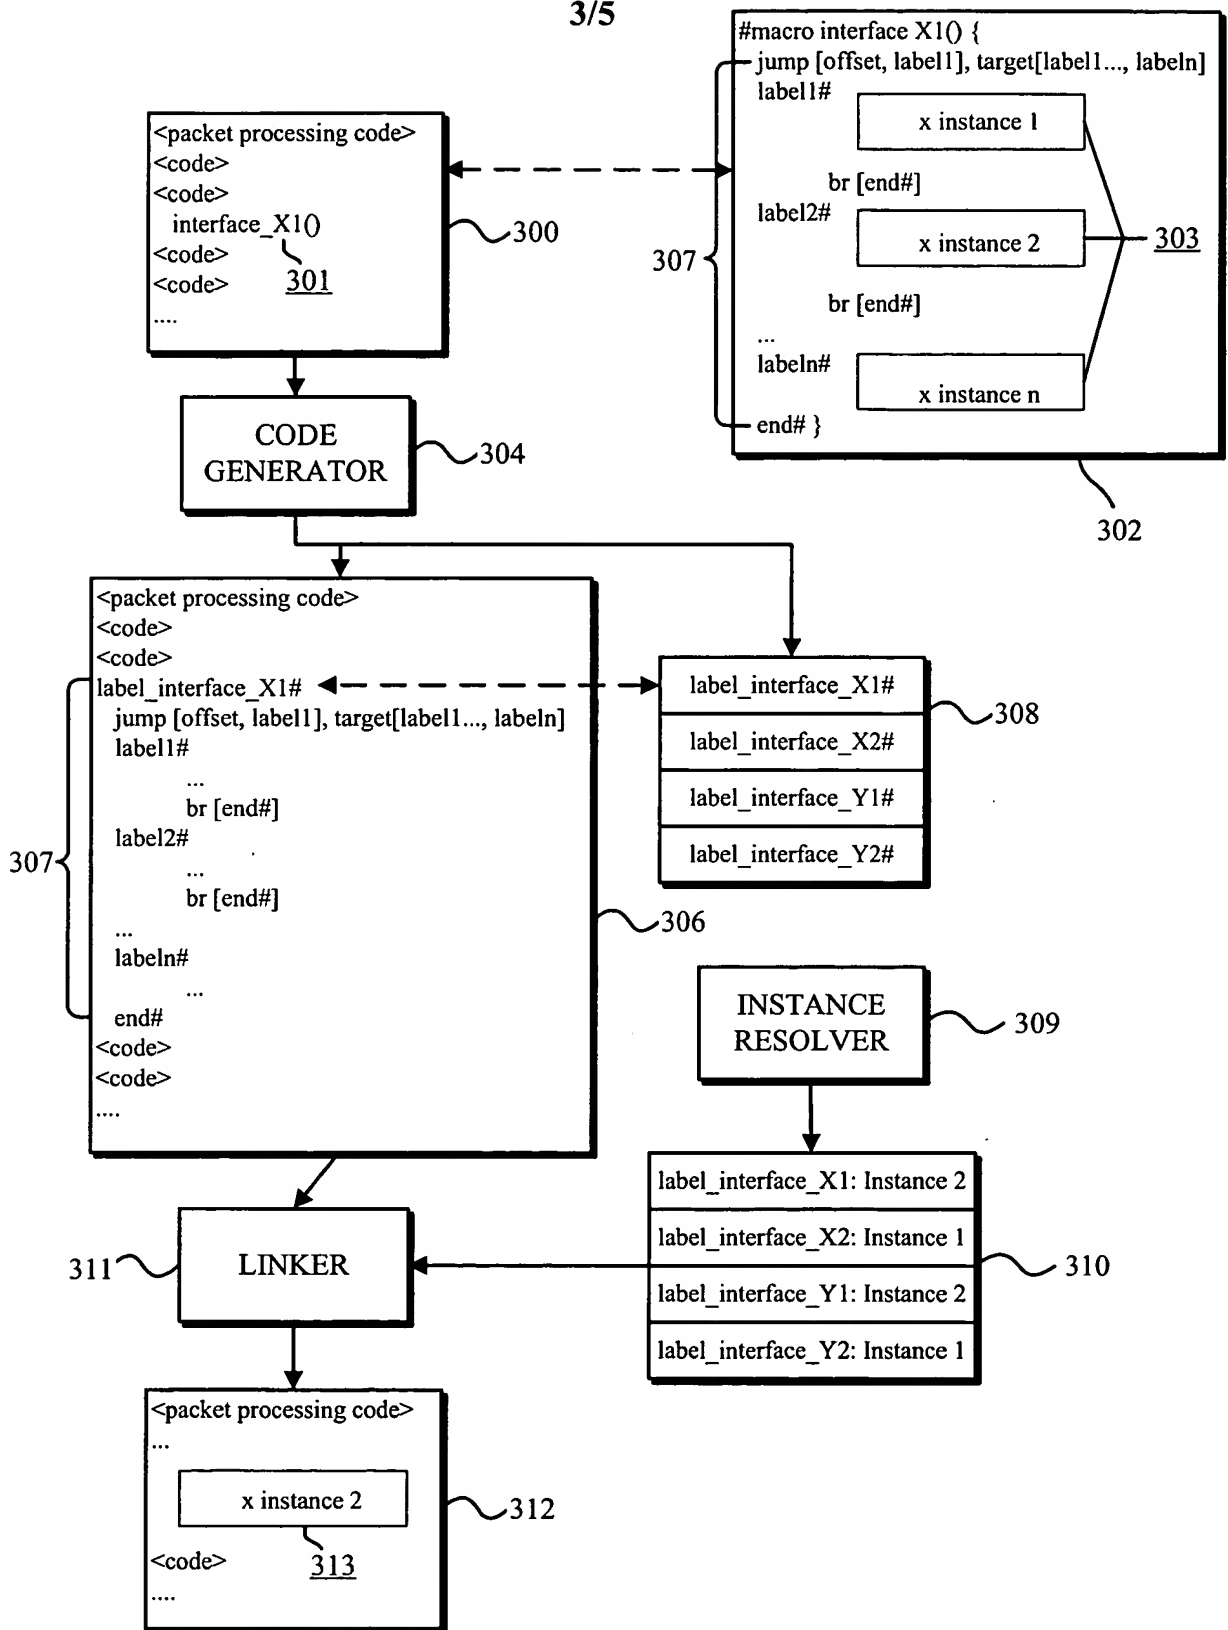 3/5
#macro interface X1() {
jump [offset, label1], target[label1..., labeln]
label1#
x instance 1
br [end#]
label2#
x instance 2
br [end#]
...
labeln#
x instance n
end# }
307
303
302
<packet processing code>
<code>
<code>
interface_X1()
<code>
<code>
....
301
300
CODE
GENERATOR
304
<packet processing code>
<code>
<code>
label_interface_X1#
jump [offset, label1], target[label1..., labeln]
label1#
...
br [end#]
label2#
...
br [end#]
...
labeln#
...
end#
<code>
<code>
....
307
306
label_interface_X1#
label_interface_X2#
label_interface_Y1#
label_interface_Y2#
308
INSTANCE
RESOLVER
309
label_interface_X1: Instance 2
label_interface_X2: Instance 1
label_interface_Y1: Instance 2
label_interface_Y2: Instance 1
310
LINKER
311
<packet processing code>
...
x instance 2
313
<code>
....
312